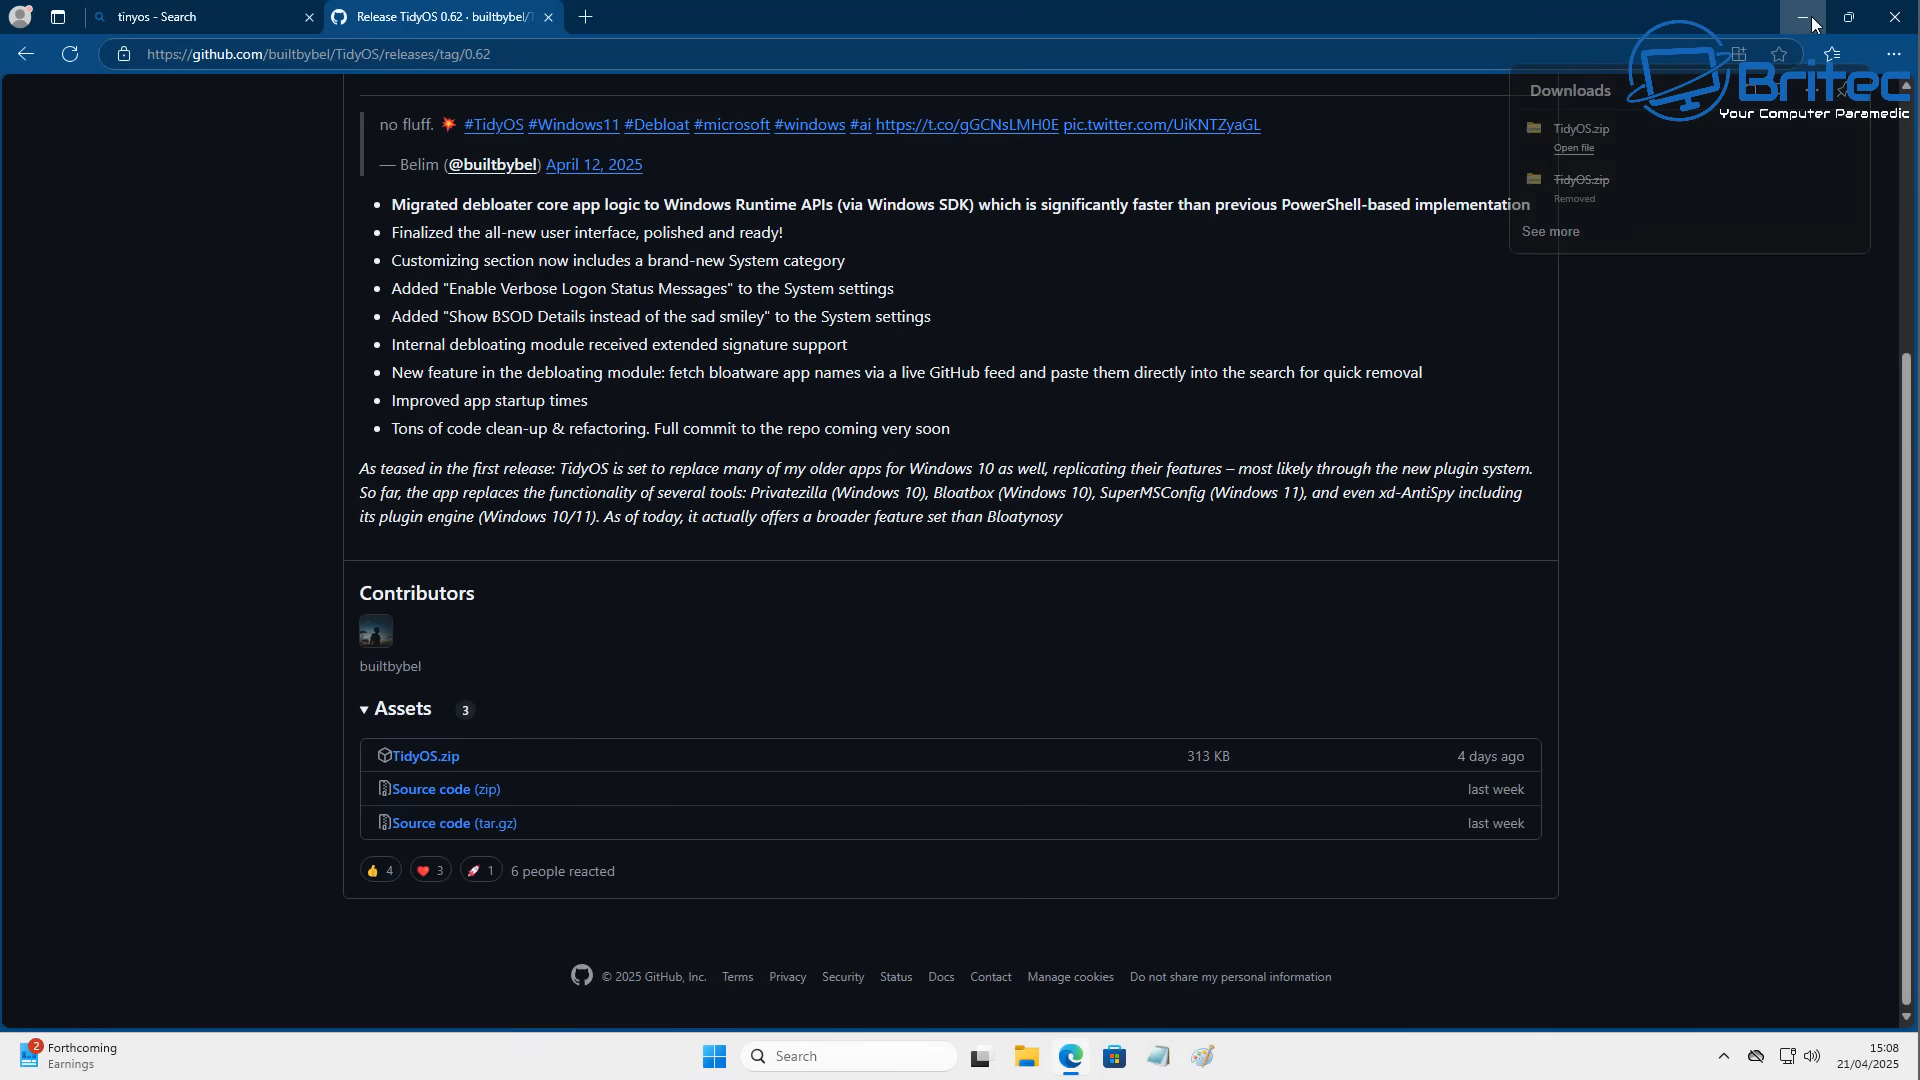 tinyos - Search
Release TidyOS 0.62 · builtbybel/T
https://github.com/builtbybel/TidyOS/releases/tag/0.62
Britec
Your Computer Paramedic
Downloads
TidyOS.zip
Open file
TidyOS.zip
Removed
See more
no fluff. 💥 #TidyOS #Windows11 #Debloat #microsoft #windows #ai https://t.co/gGCNsLMH0E pic.twitter.com/UiKNTZyaGL
— Belim (@builtbybel) April 12, 2025
• Migrated debloater core app logic to Windows Runtime APIs (via Windows SDK) which is significantly faster than previous PowerShell-based implementation
• Finalized the all-new user interface, polished and ready!
• Customizing section now includes a brand-new System category
• Added "Enable Verbose Logon Status Messages" to the System settings
• Added "Show BSOD Details instead of the sad smiley" to the System settings
• Internal debloating module received extended signature support
• New feature in the debloating module: fetch bloatware app names via a live GitHub feed and paste them directly into the search for quick removal
• Improved app startup times
• Tons of code clean-up & refactoring. Full commit to the repo coming very soon
As teased in the first release: TidyOS is set to replace many of my older apps for Windows 10 as well, replicating their features – most likely through the new plugin system.
So far, the app replaces the functionality of several tools: Privatezilla (Windows 10), Bloatbox (Windows 10), SuperMSConfig (Windows 11), and even xd-AntiSpy including
its plugin engine (Windows 10/11). As of today, it actually offers a broader feature set than Bloatynosy
Contributors
builtbybel
Assets 3
TidyOS.zip 313 KB 4 days ago
Source code (zip) last week
Source code (tar.gz) last week
👍 4 ❤️ 3 🚀 1 6 people reacted
© 2025 GitHub, Inc. Terms Privacy Security Status Docs Contact Manage cookies Do not share my personal information
2 Forthcoming
Earnings
Search
15:08
21/04/2025